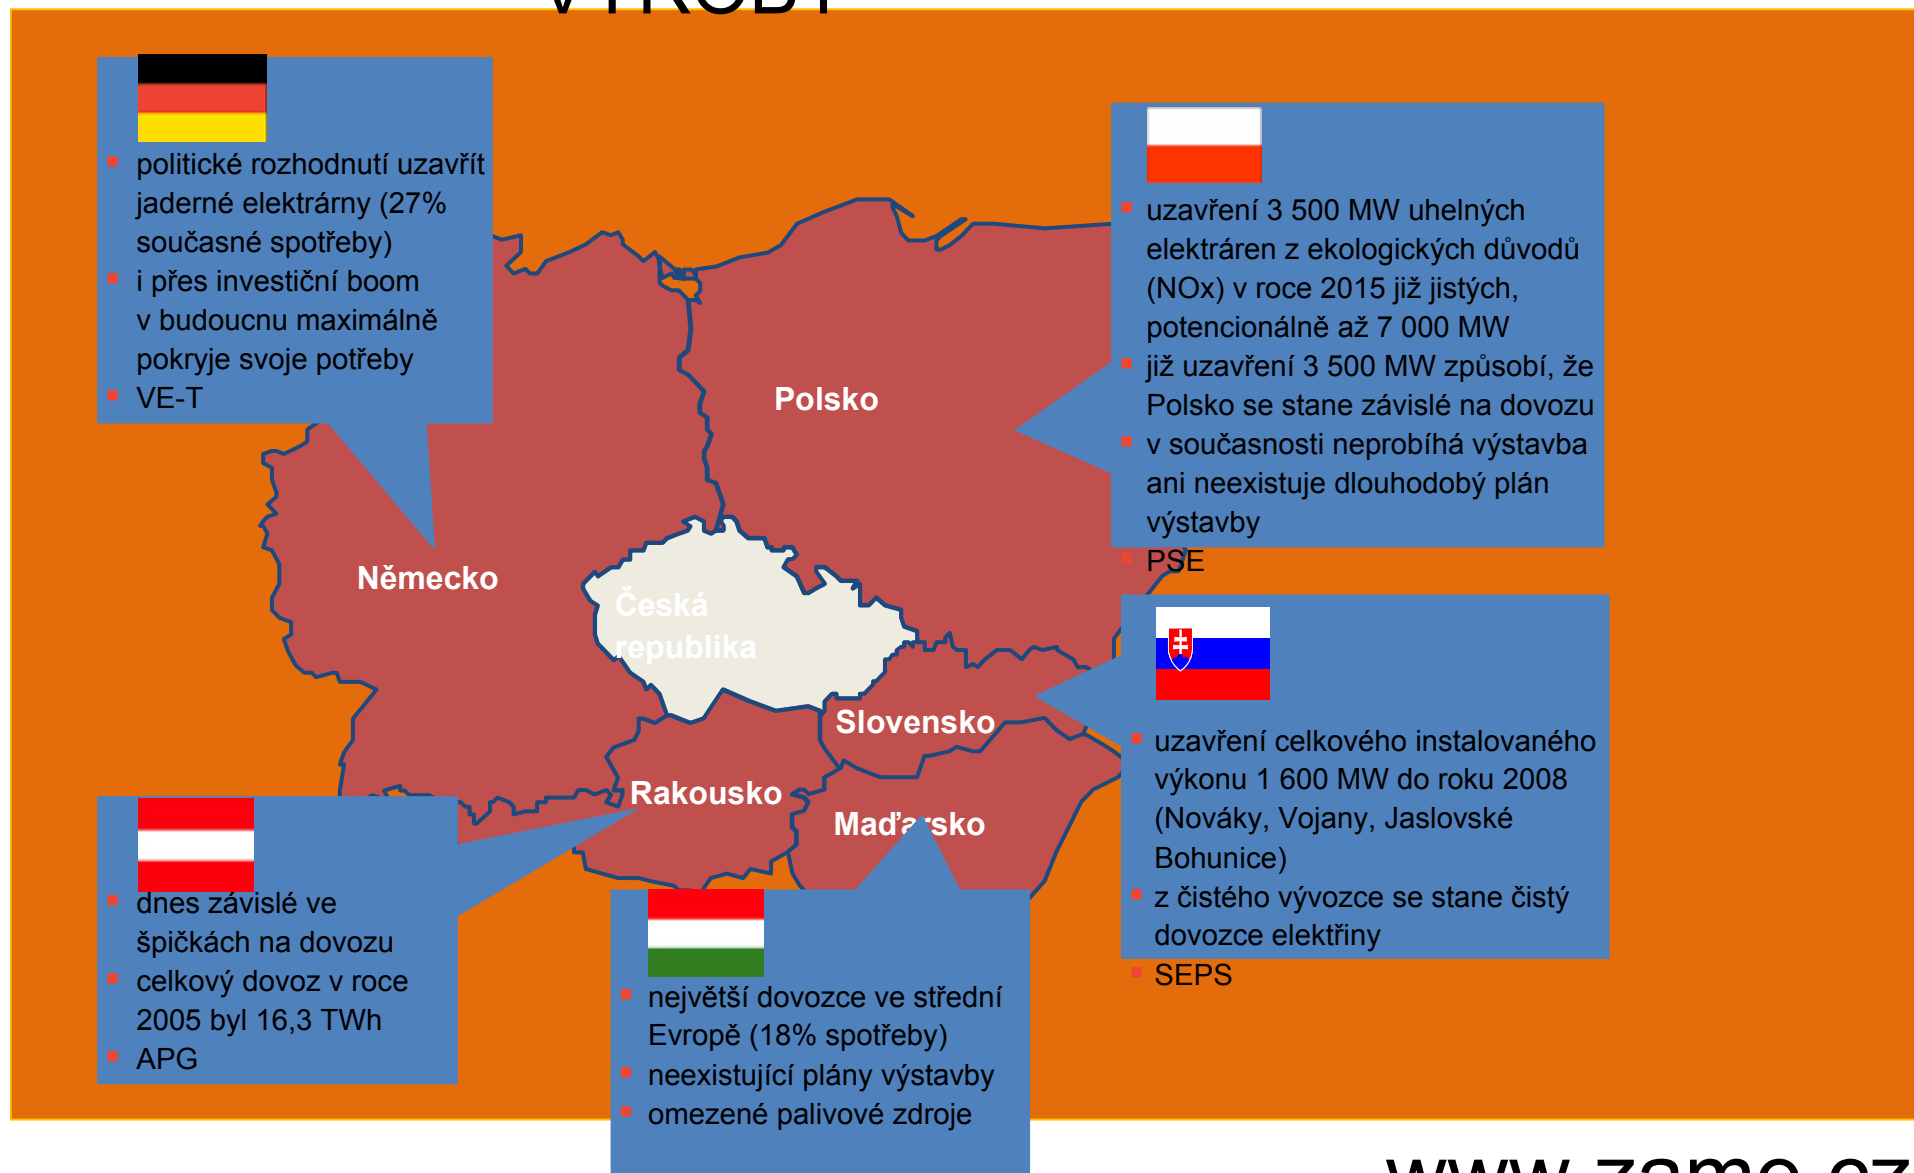 VÝROBY
politické rozhodnutí uzavřít
jaderné elektrárny (27%
současné spotřeby)
i přes investiční boom
v budoucnu maximálně
pokryje svoje potřeby
VE-T
uzavření 3 500 MW uhelných
elektráren z ekologických důvodů
(NOx) v roce 2015 již jistých,
potencionálně až 7 000 MW
již uzavření 3 500 MW způsobí, že
Polsko se stane závislé na dovozu
v současnosti neprobíhá výstavba
ani neexistuje dlouhodobý plán
výstavby
PSE
Polsko
Německo
Česká
republika
Slovensko
Rakousko
Maďarsko
uzavření celkového instalovaného
výkonu 1 600 MW do roku 2008
(Nováky, Vojany, Jaslovské
Bohunice)
z čistého vývozce se stane čistý
dovozce elektřiny
SEPS
dnes závislé ve
špičkách na dovozu
celkový dovoz v roce
2005 byl 16,3 TWh
APG
největší dovozce ve střední
Evropě (18% spotřeby)
neexistující plány výstavby
omezené palivové zdroje
www.zamo.cz